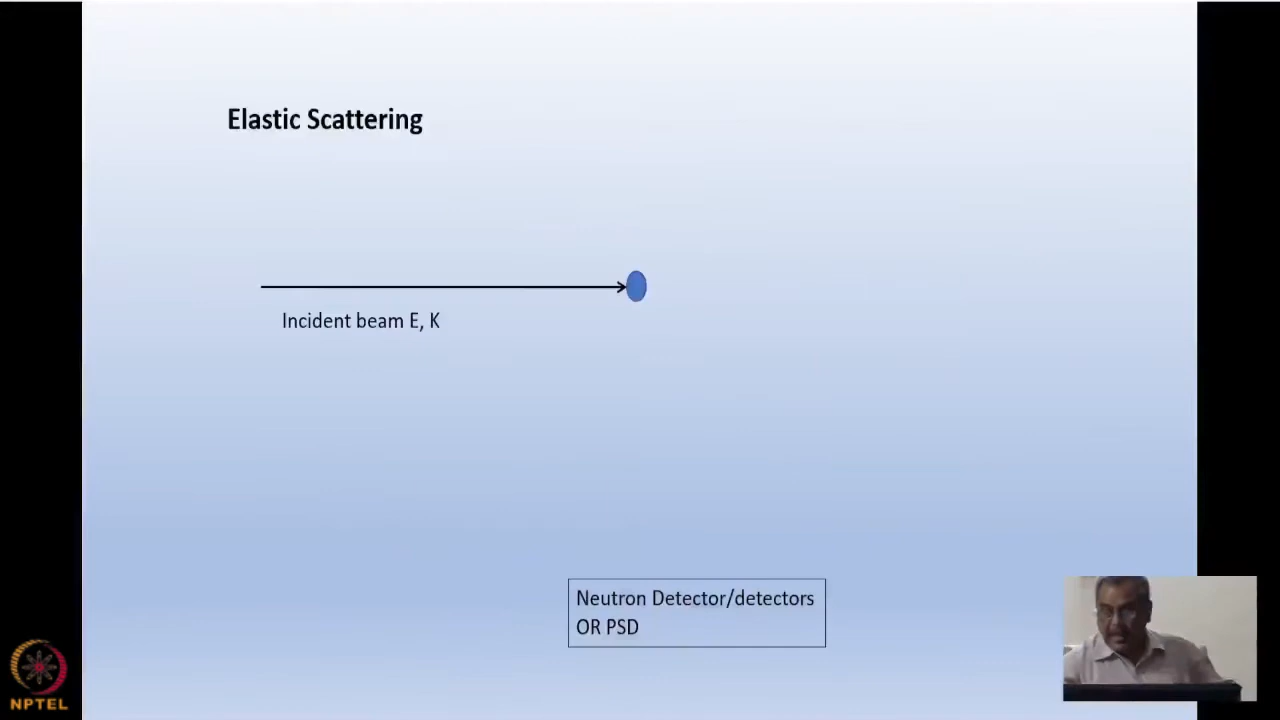 Elastic Scattering
Incident beam E, K
Neutron Detector/detectors
OR PSD
NPTEL